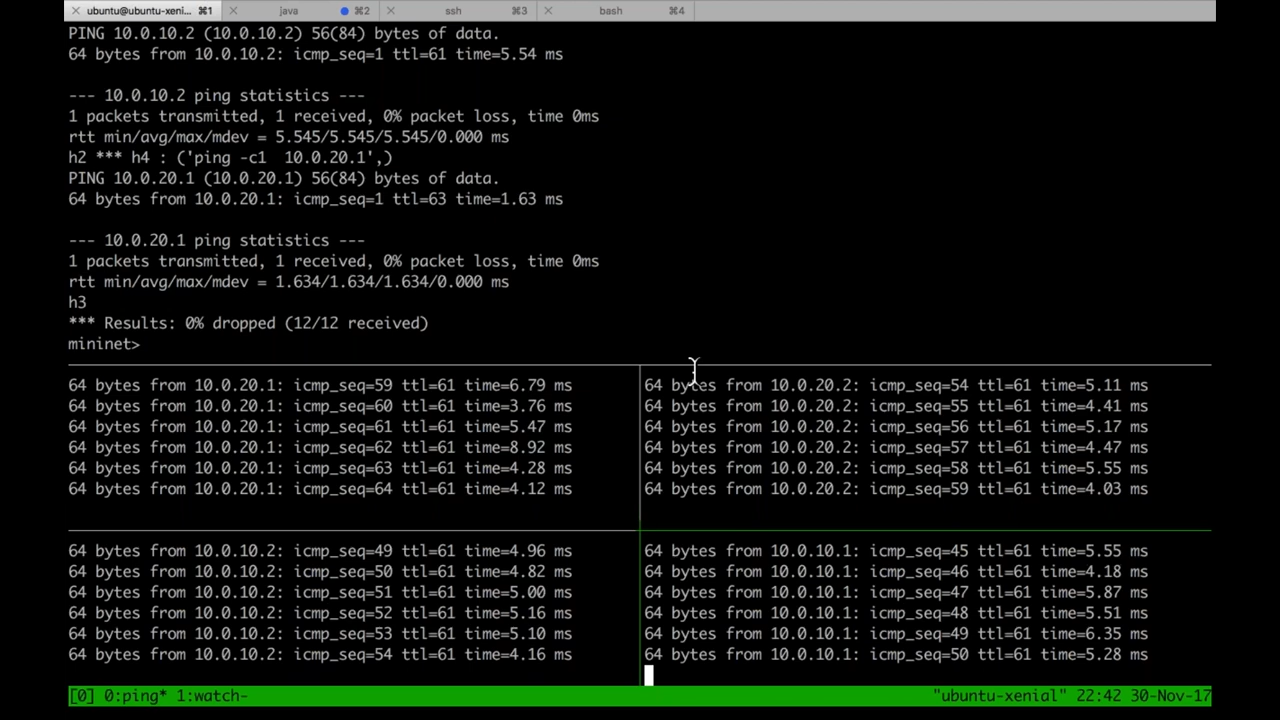 ubuntu@ubuntu-xeni... ⌘1 java ⌘2 ssh ⌘3 bash ⌘4
PING 10.0.10.2 (10.0.10.2) 56(84) bytes of data.
64 bytes from 10.0.10.2: icmp_seq=1 ttl=61 time=5.54 ms
--- 10.0.10.2 ping statistics ---
1 packets transmitted, 1 received, 0% packet loss, time 0ms
rtt min/avg/max/mdev = 5.545/5.545/5.545/0.000 ms
h2 *** h4 : ('ping -c1  10.0.20.1',)
PING 10.0.20.1 (10.0.20.1) 56(84) bytes of data.
64 bytes from 10.0.20.1: icmp_seq=1 ttl=63 time=1.63 ms
--- 10.0.20.1 ping statistics ---
1 packets transmitted, 1 received, 0% packet loss, time 0ms
rtt min/avg/max/mdev = 1.634/1.634/1.634/0.000 ms
h3
*** Results: 0% dropped (12/12 received)
mininet>
64 bytes from 10.0.20.1: icmp_seq=59 ttl=61 time=6.79 ms
64 bytes from 10.0.20.1: icmp_seq=60 ttl=61 time=3.76 ms
64 bytes from 10.0.20.1: icmp_seq=61 ttl=61 time=5.47 ms
64 bytes from 10.0.20.1: icmp_seq=62 ttl=61 time=8.92 ms
64 bytes from 10.0.20.1: icmp_seq=63 ttl=61 time=4.28 ms
64 bytes from 10.0.20.1: icmp_seq=64 ttl=61 time=4.12 ms
64 bytes from 10.0.20.2: icmp_seq=54 ttl=61 time=5.11 ms
64 bytes from 10.0.20.2: icmp_seq=55 ttl=61 time=4.41 ms
64 bytes from 10.0.20.2: icmp_seq=56 ttl=61 time=5.17 ms
64 bytes from 10.0.20.2: icmp_seq=57 ttl=61 time=4.47 ms
64 bytes from 10.0.20.2: icmp_seq=58 ttl=61 time=5.55 ms
64 bytes from 10.0.20.2: icmp_seq=59 ttl=61 time=4.03 ms
64 bytes from 10.0.10.2: icmp_seq=49 ttl=61 time=4.96 ms
64 bytes from 10.0.10.2: icmp_seq=50 ttl=61 time=4.82 ms
64 bytes from 10.0.10.2: icmp_seq=51 ttl=61 time=5.00 ms
64 bytes from 10.0.10.2: icmp_seq=52 ttl=61 time=5.16 ms
64 bytes from 10.0.10.2: icmp_seq=53 ttl=61 time=5.10 ms
64 bytes from 10.0.10.2: icmp_seq=54 ttl=61 time=4.16 ms
64 bytes from 10.0.10.1: icmp_seq=45 ttl=61 time=5.55 ms
64 bytes from 10.0.10.1: icmp_seq=46 ttl=61 time=4.18 ms
64 bytes from 10.0.10.1: icmp_seq=47 ttl=61 time=5.87 ms
64 bytes from 10.0.10.1: icmp_seq=48 ttl=61 time=5.51 ms
64 bytes from 10.0.10.1: icmp_seq=49 ttl=61 time=6.35 ms
64 bytes from 10.0.10.1: icmp_seq=50 ttl=61 time=5.28 ms
[0] 0:ping* 1:watch- "ubuntu-xenial" 22:42 30-Nov-17